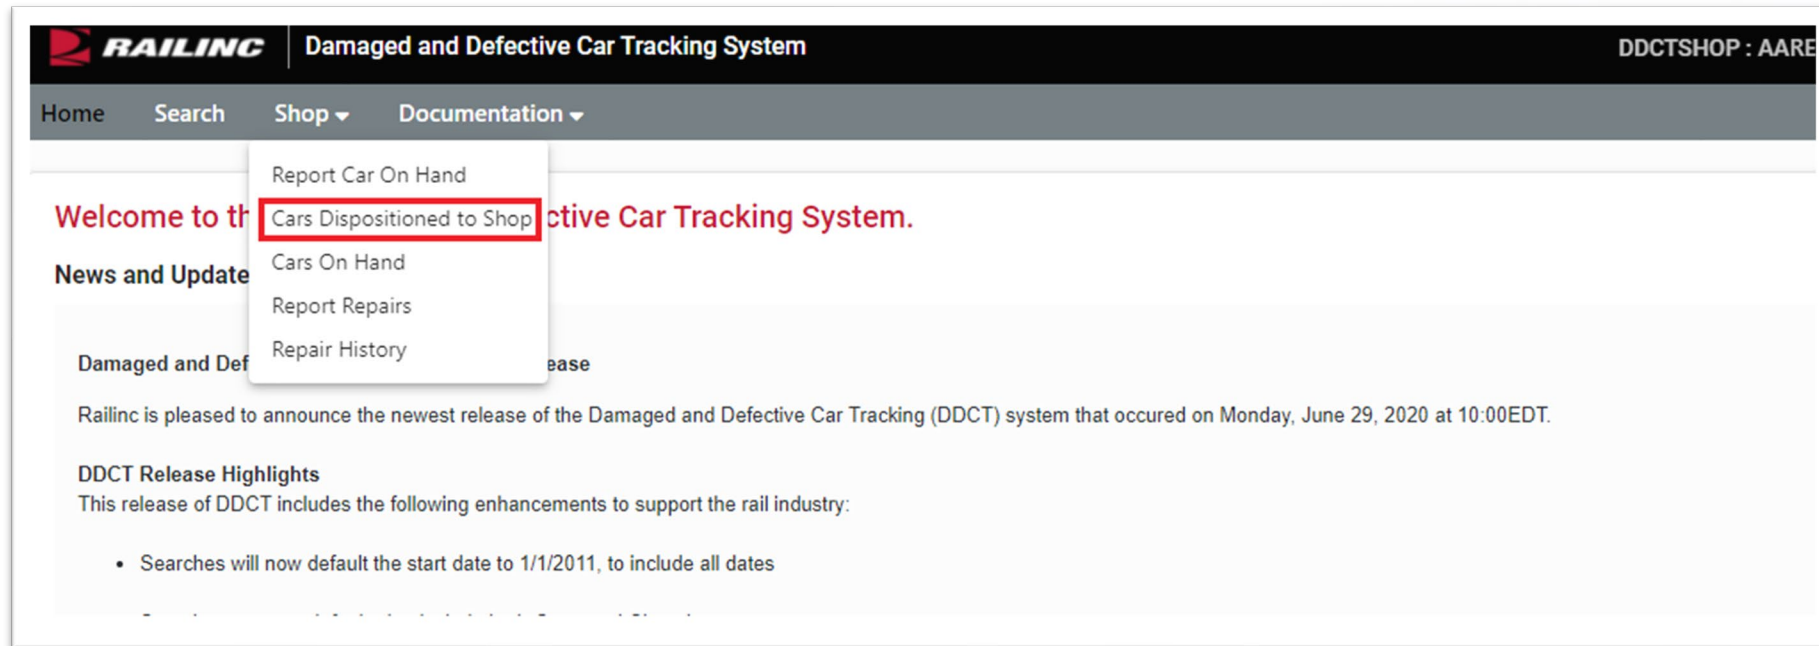 RAILINC Damaged and Defective Car Tracking System DDCTSHOP : AARE
Home Search Shop Documentation
Report Car On Hand
Welcome to th
Cars Dispositioned to Shop
ctive Car Tracking System.
Cars On Hand
News and Update
Report Repairs
Repair History
Damaged and Def
ease
Railinc is pleased to announce the newest release of the Damaged and Defective Car Tracking (DDCT) system that occured on Monday, June 29, 2020 at 10:00EDT.
DDCT Release Highlights
This release of DDCT includes the following enhancements to support the rail industry:
• Searches will now default the start date to 1/1/2011, to include all dates